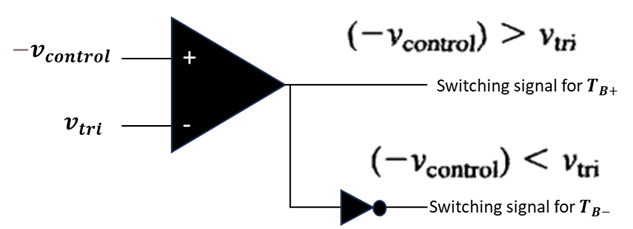 (−v_control) > v_tri
−v_control
+
Switching signal for T_B+
v_tri
-
(−v_control) < v_tri
Switching signal for T_B−